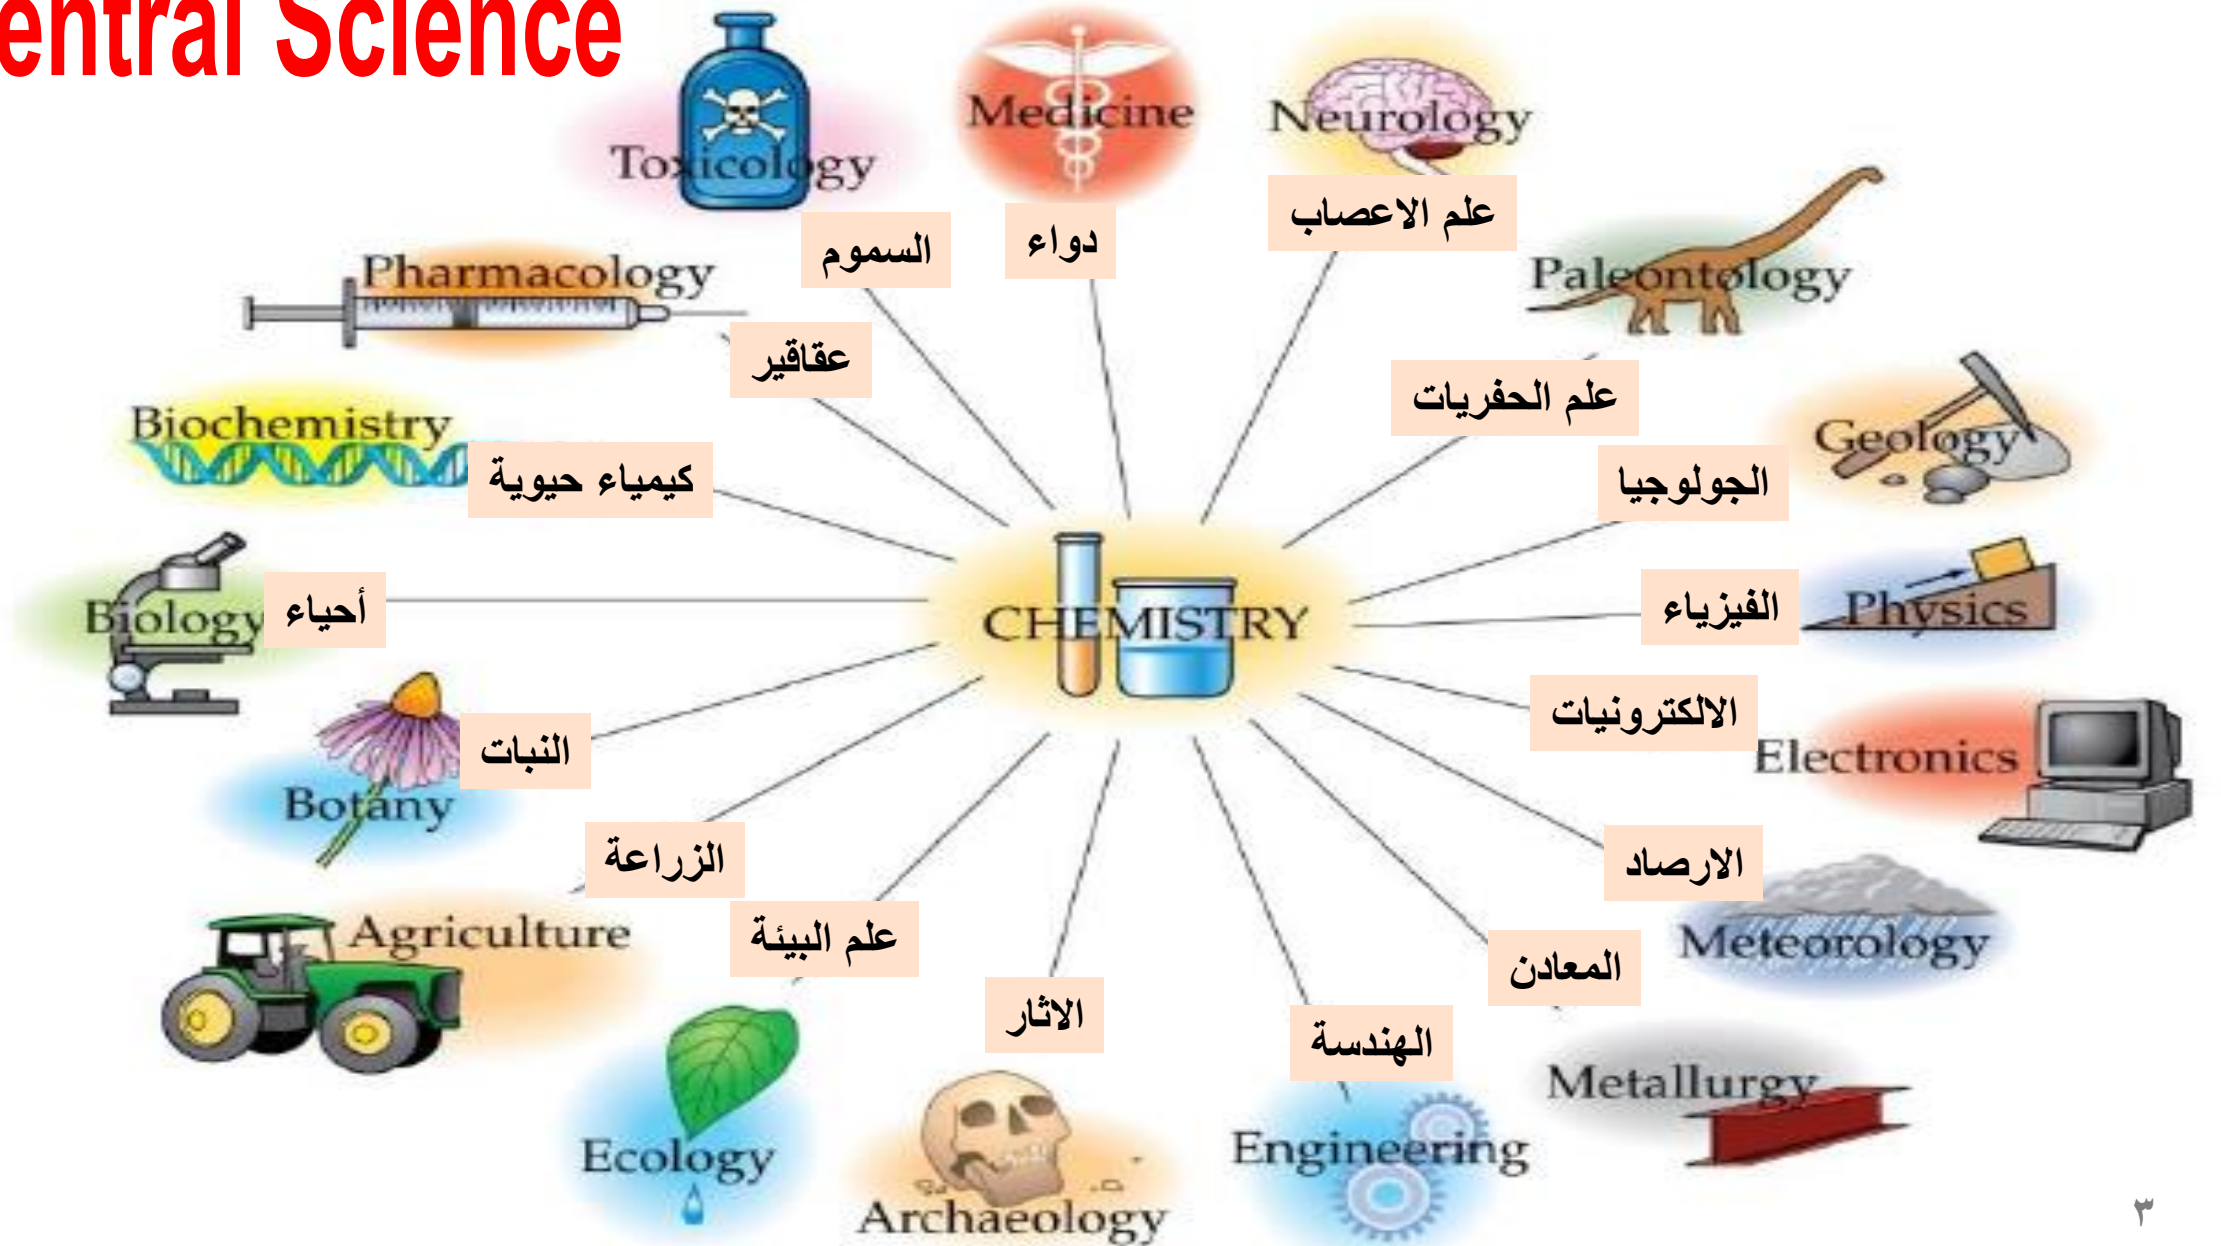 entral Science
Toxicology
السموم
Medicine
دواء
Neurology
علم الاعصاب
Pharmacology
عقاقير
Paleontology
علم الحفريات
Biochemistry
كيمياء حيوية
Geology
الجولوجيا
Biology
أحياء
CHEMISTRY
الفيزياء
Physics
Botany
النبات
الالكترونيات
Electronics
Agriculture
الزراعة
الارصاد
Meteorology
علم البيئة
Ecology
الاثار
Archaeology
الهندسة
Engineering
المعادن
Metallurgy
٣